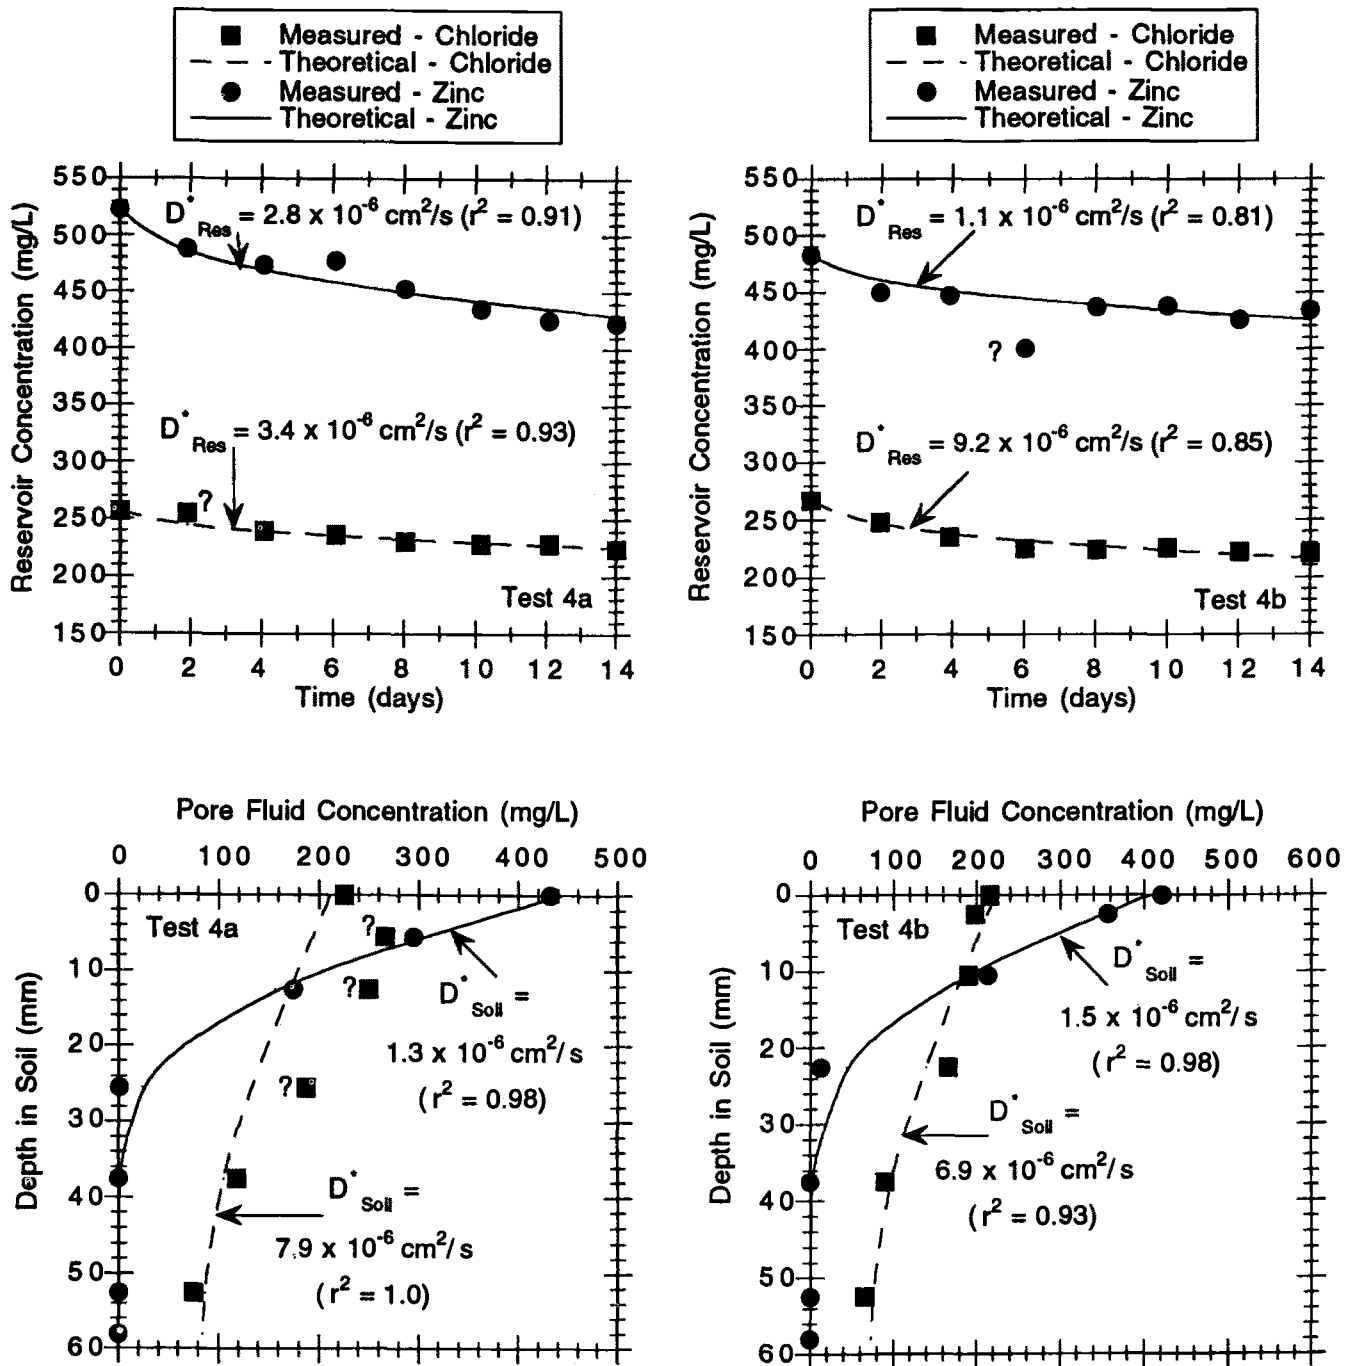 Measured - Chloride
Theoretical - Chloride
Measured - Zinc
Theoretical - Zinc
Reservoir Concentration (mg/L)
550
500
450
400
350
300
250
200
150
D*Res = 2.8 x 10^-6 cm²/s (r² = 0.91)
D*Res = 3.4 x 10^-6 cm²/s (r² = 0.93)
?
Test 4a
0 2 4 6 8 10 12 14
Time (days)
Measured - Chloride
Theoretical - Chloride
Measured - Zinc
Theoretical - Zinc
Reservoir Concentration (mg/L)
550
500
450
400
350
300
250
200
150
D*Res = 1.1 x 10^-6 cm²/s (r² = 0.81)
?
D*Res = 9.2 x 10^-6 cm²/s (r² = 0.85)
Test 4b
0 2 4 6 8 10 12 14
Time (days)
Pore Fluid Concentration (mg/L)
0 100 200 300 400 500
Depth in Soil (mm)
0
10
20
30
40
50
60
Test 4a
?
?
?
D*Soil =
1.3 x 10^-6 cm²/s
(r² = 0.98)
D*Soil =
7.9 x 10^-6 cm²/s
(r² = 1.0)
Pore Fluid Concentration (mg/L)
0 100 200 300 400 500 600
Depth in Soil (mm)
0
10
20
30
40
50
60
Test 4b
D*Soil =
1.5 x 10^-6 cm²/s
(r² = 0.98)
D*Soil =
6.9 x 10^-6 cm²/s
(r² = 0.93)